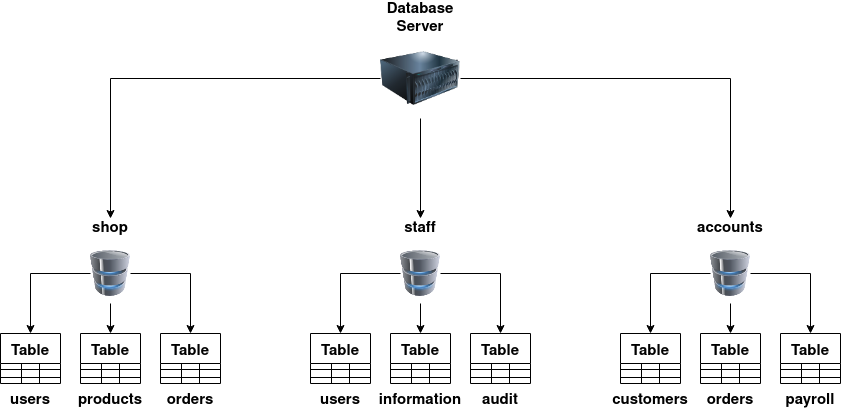 Database
Server
shop
staff
accounts
Table
Table
Table
Table
Table
Table
Table
Table
Table
users
products
orders
users
information
audit
customers
orders
payroll